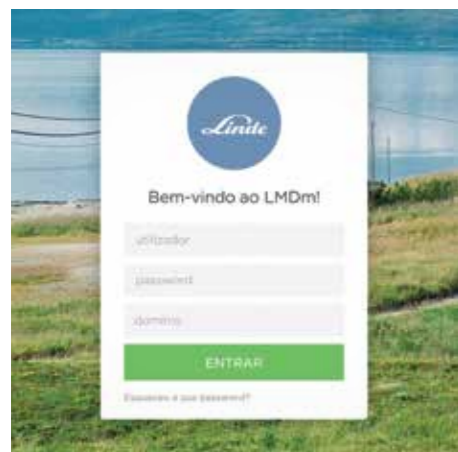 Linde
Bem-vindo ao LMDm!
utilizador
password
domínio
ENTRAR
Esqueceu a sua password?